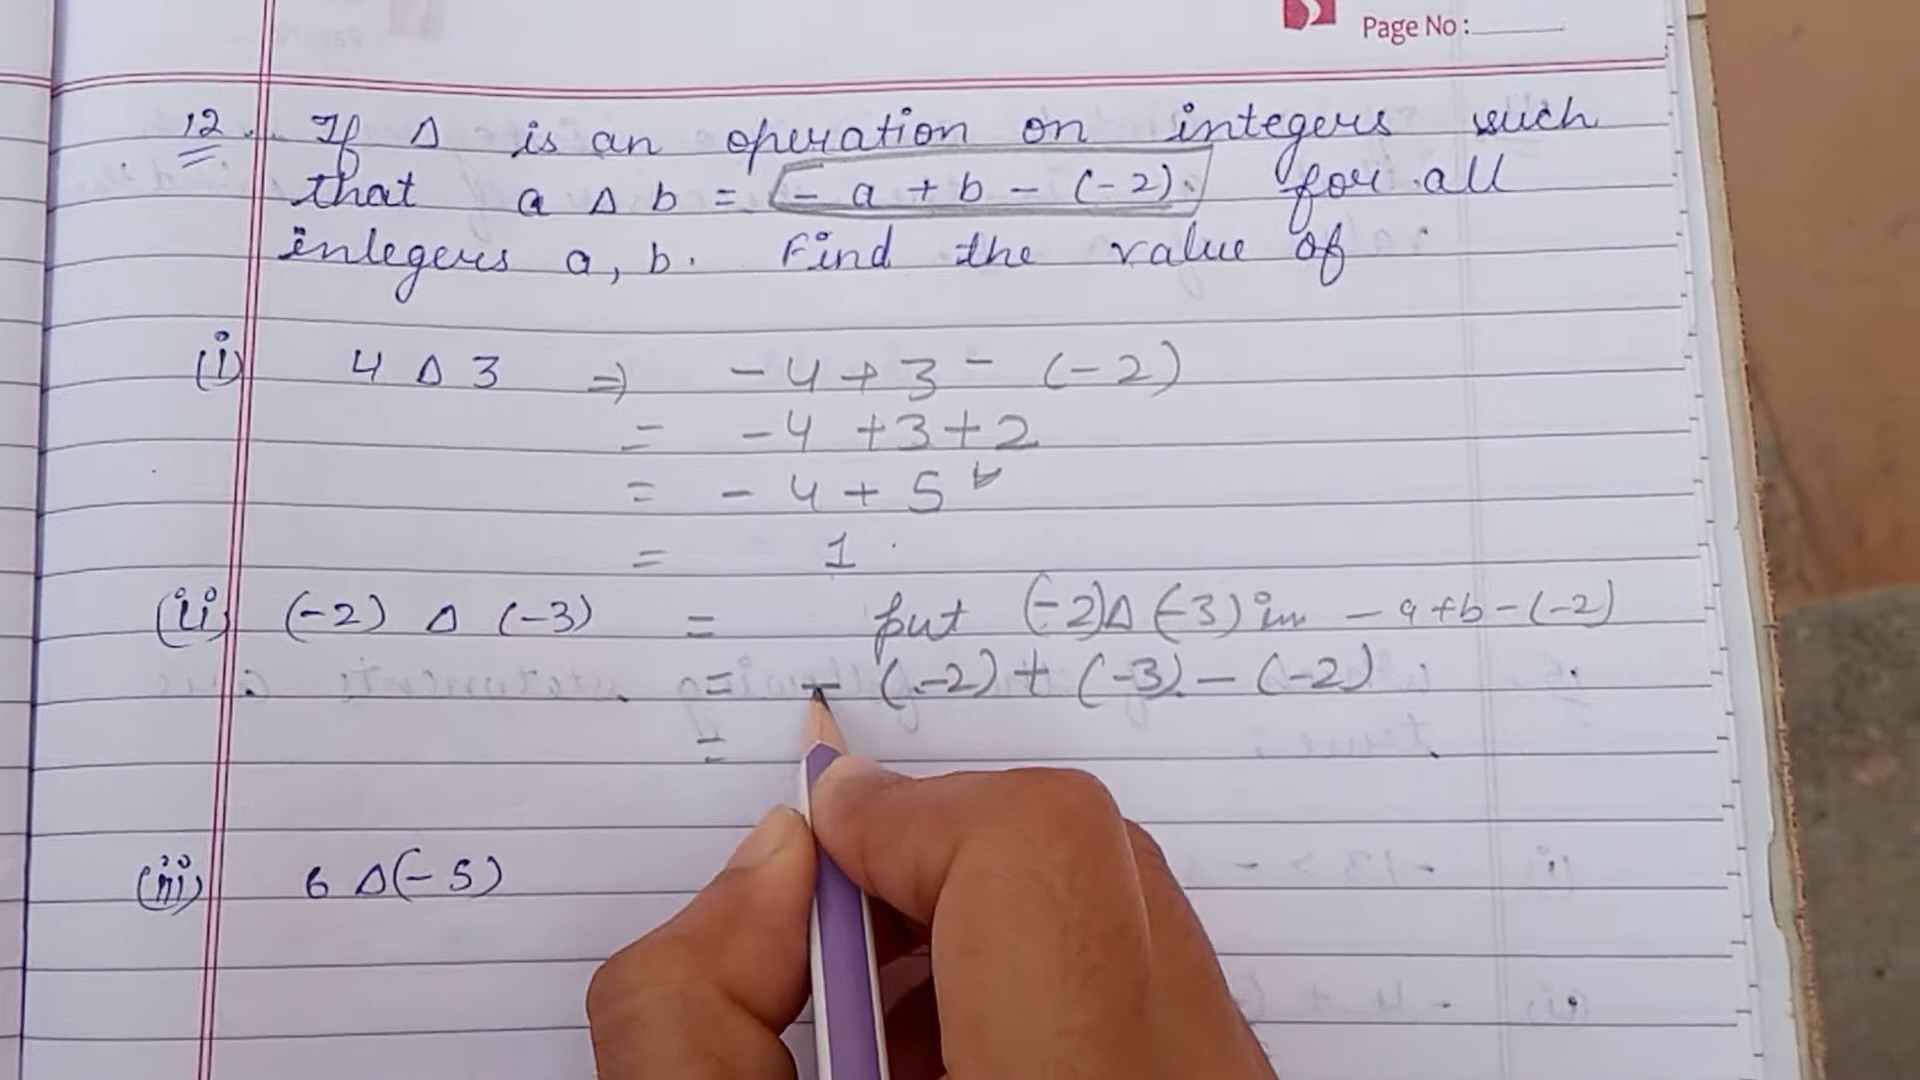 Page No :
12. If Δ is an operation on integers such
that a Δ b = - a + b - (-2). for all
integers a, b. Find the value of
(i) 4 Δ 3 ⇒ - 4 + 3 - (-2)
= - 4 + 3 + 2
= - 4 + 5
= 1
(ii) (-2) Δ (-3) = put (-2) Δ (-3) in - a + b - (-2)
= - (-2) + (-3) - (-2)
=
(iii) 6 Δ (-5)